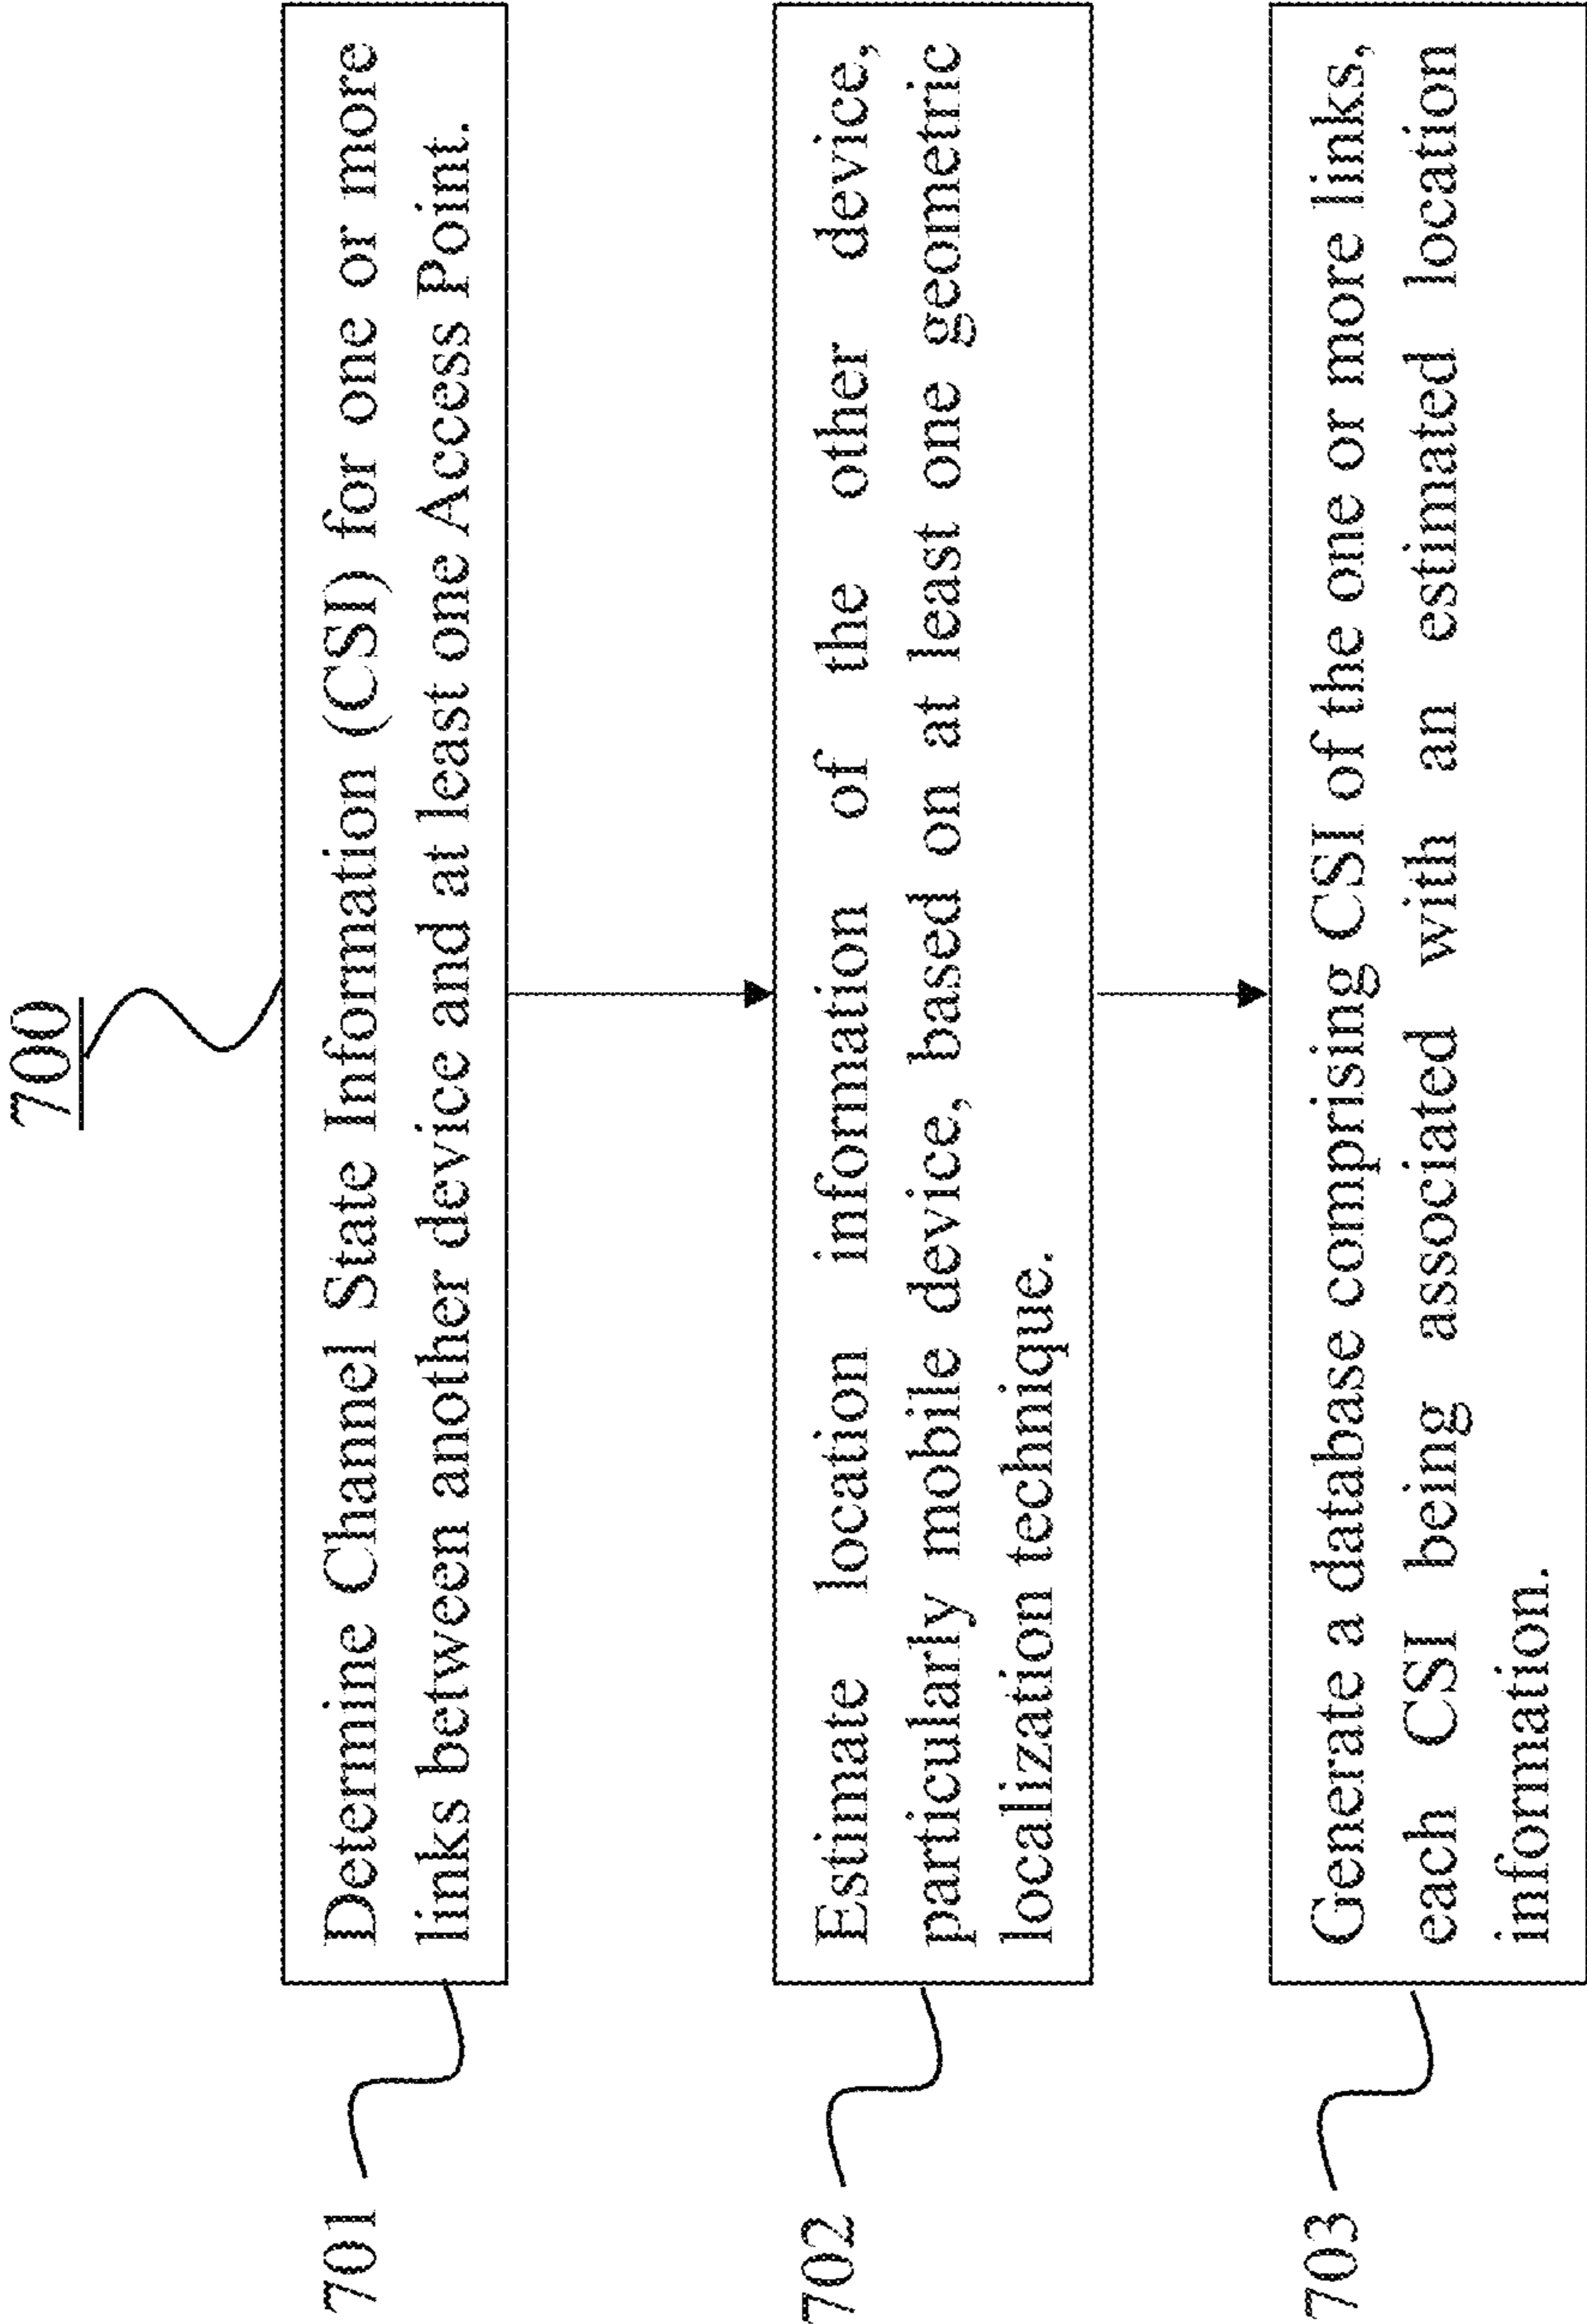 700
701
Determine Channel State Information (CSI) for one or more
links between another device and at least one Access Point.
702
Estimate location information of the other device,
particularly mobile device, based on at least one geometric
localization technique.
703
Generate a database comprising CSI of the one or more links,
each CSI being associated with an estimated location
information.